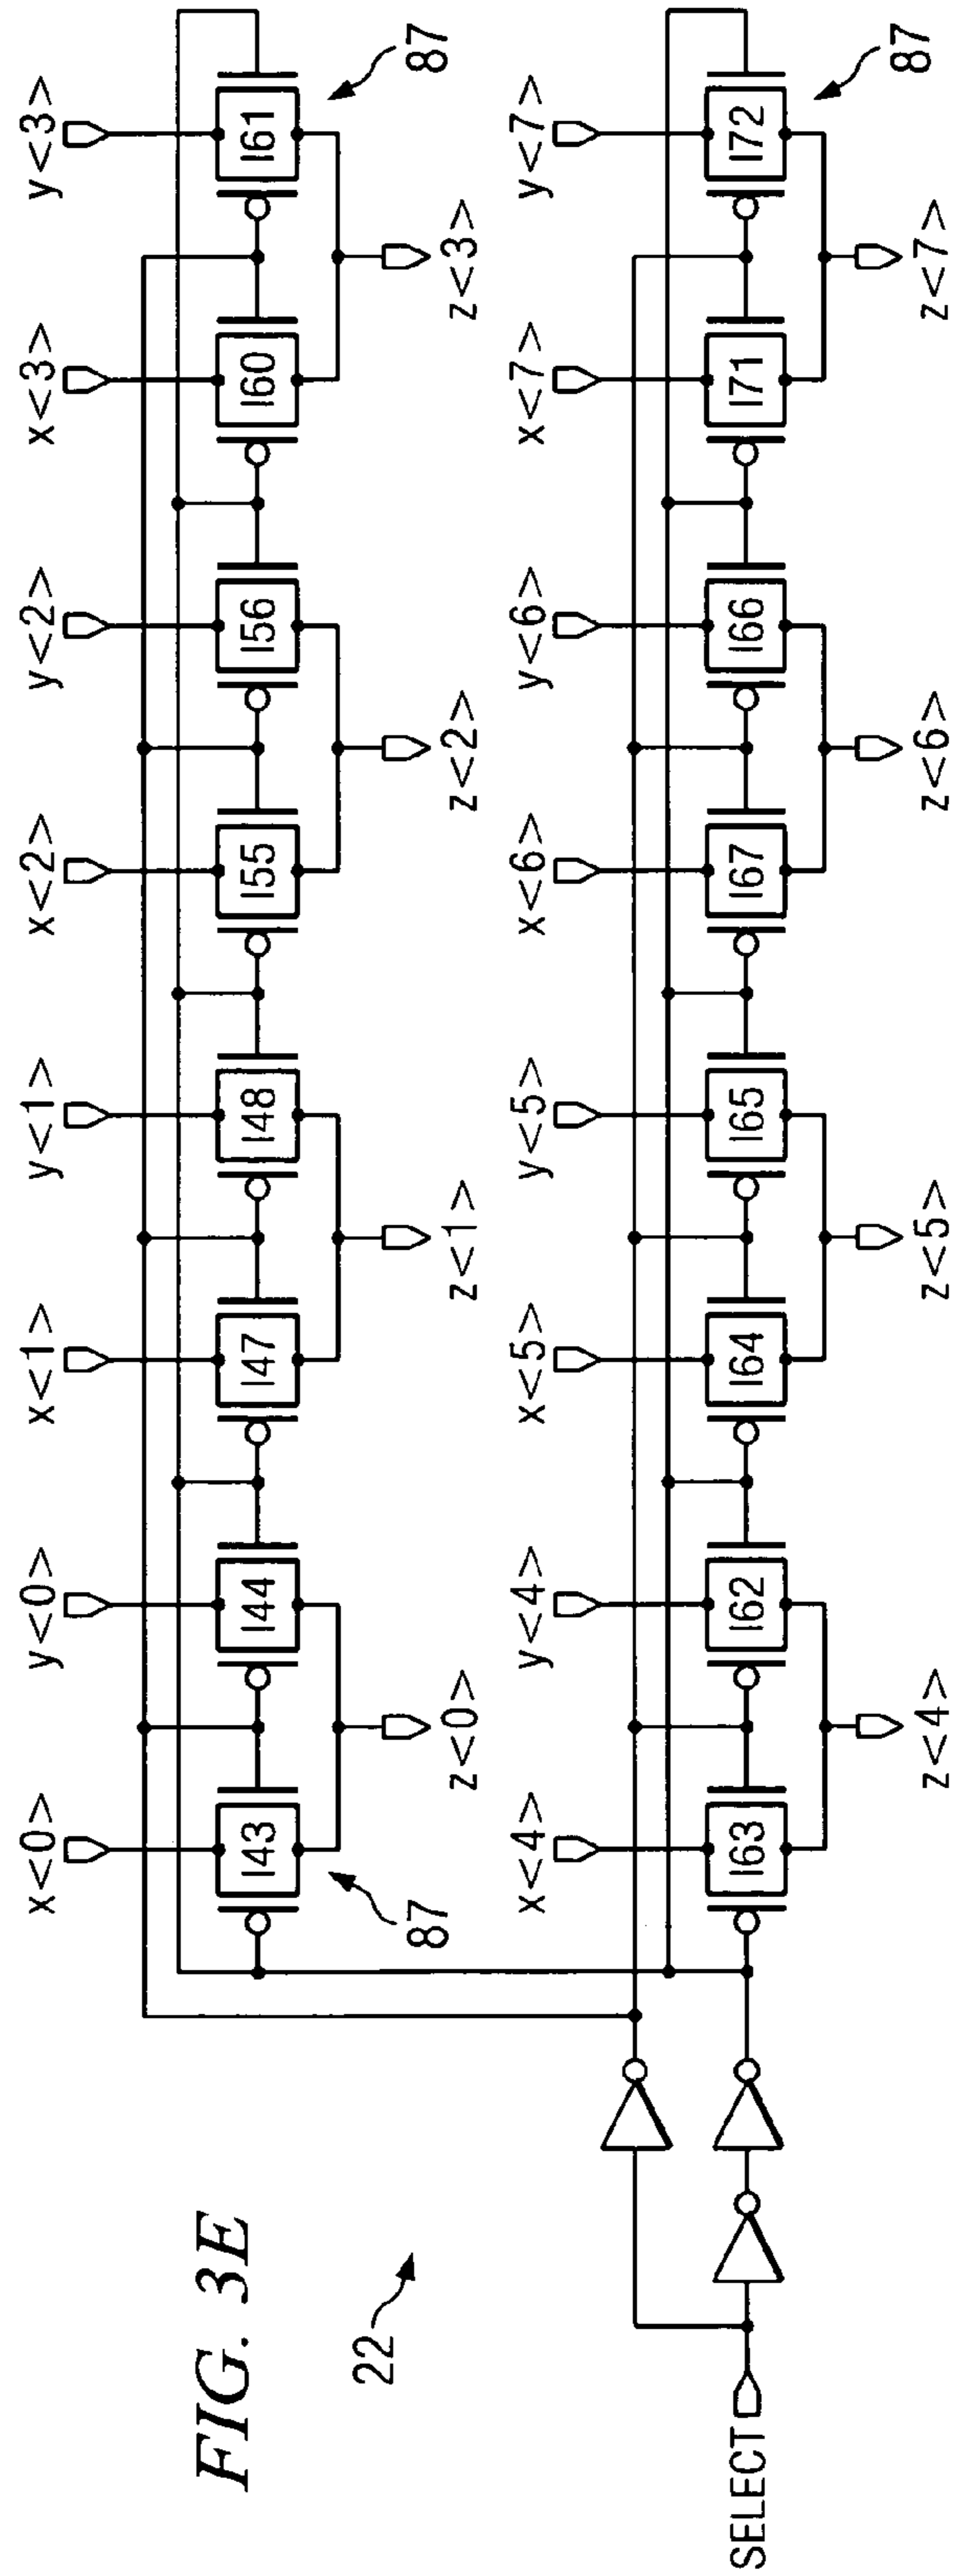 x<0>
y<0>
x<1>
y<1>
x<2>
y<2>
x<3>
y<3>
I43
I44
I47
I48
I55
I56
I60
I61
87
z<0>
z<1>
z<2>
z<3>
87
x<4>
y<4>
x<5>
y<5>
x<6>
y<6>
x<7>
y<7>
I63
I62
I64
I65
I67
I66
I71
I72
87
z<4>
z<5>
z<6>
z<7>
FIG. 3E
22
SELECT